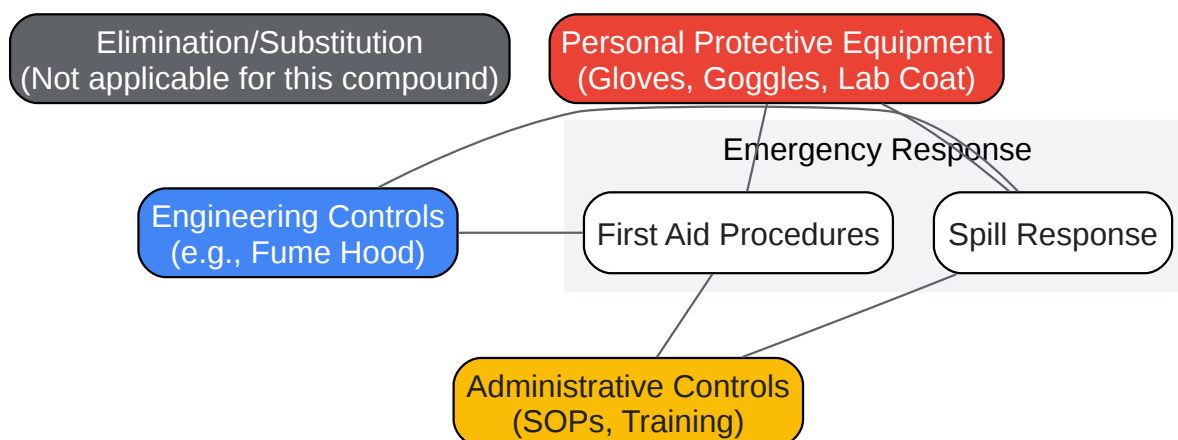 Elimination/Substitution
(Not applicable for this compound)
Personal Protective Equipment
(Gloves, Goggles, Lab Coat)
Emergency Response
Engineering Controls
(e.g., Fume Hood)
First Aid Procedures
Spill Response
Administrative Controls
(SOPs, Training)